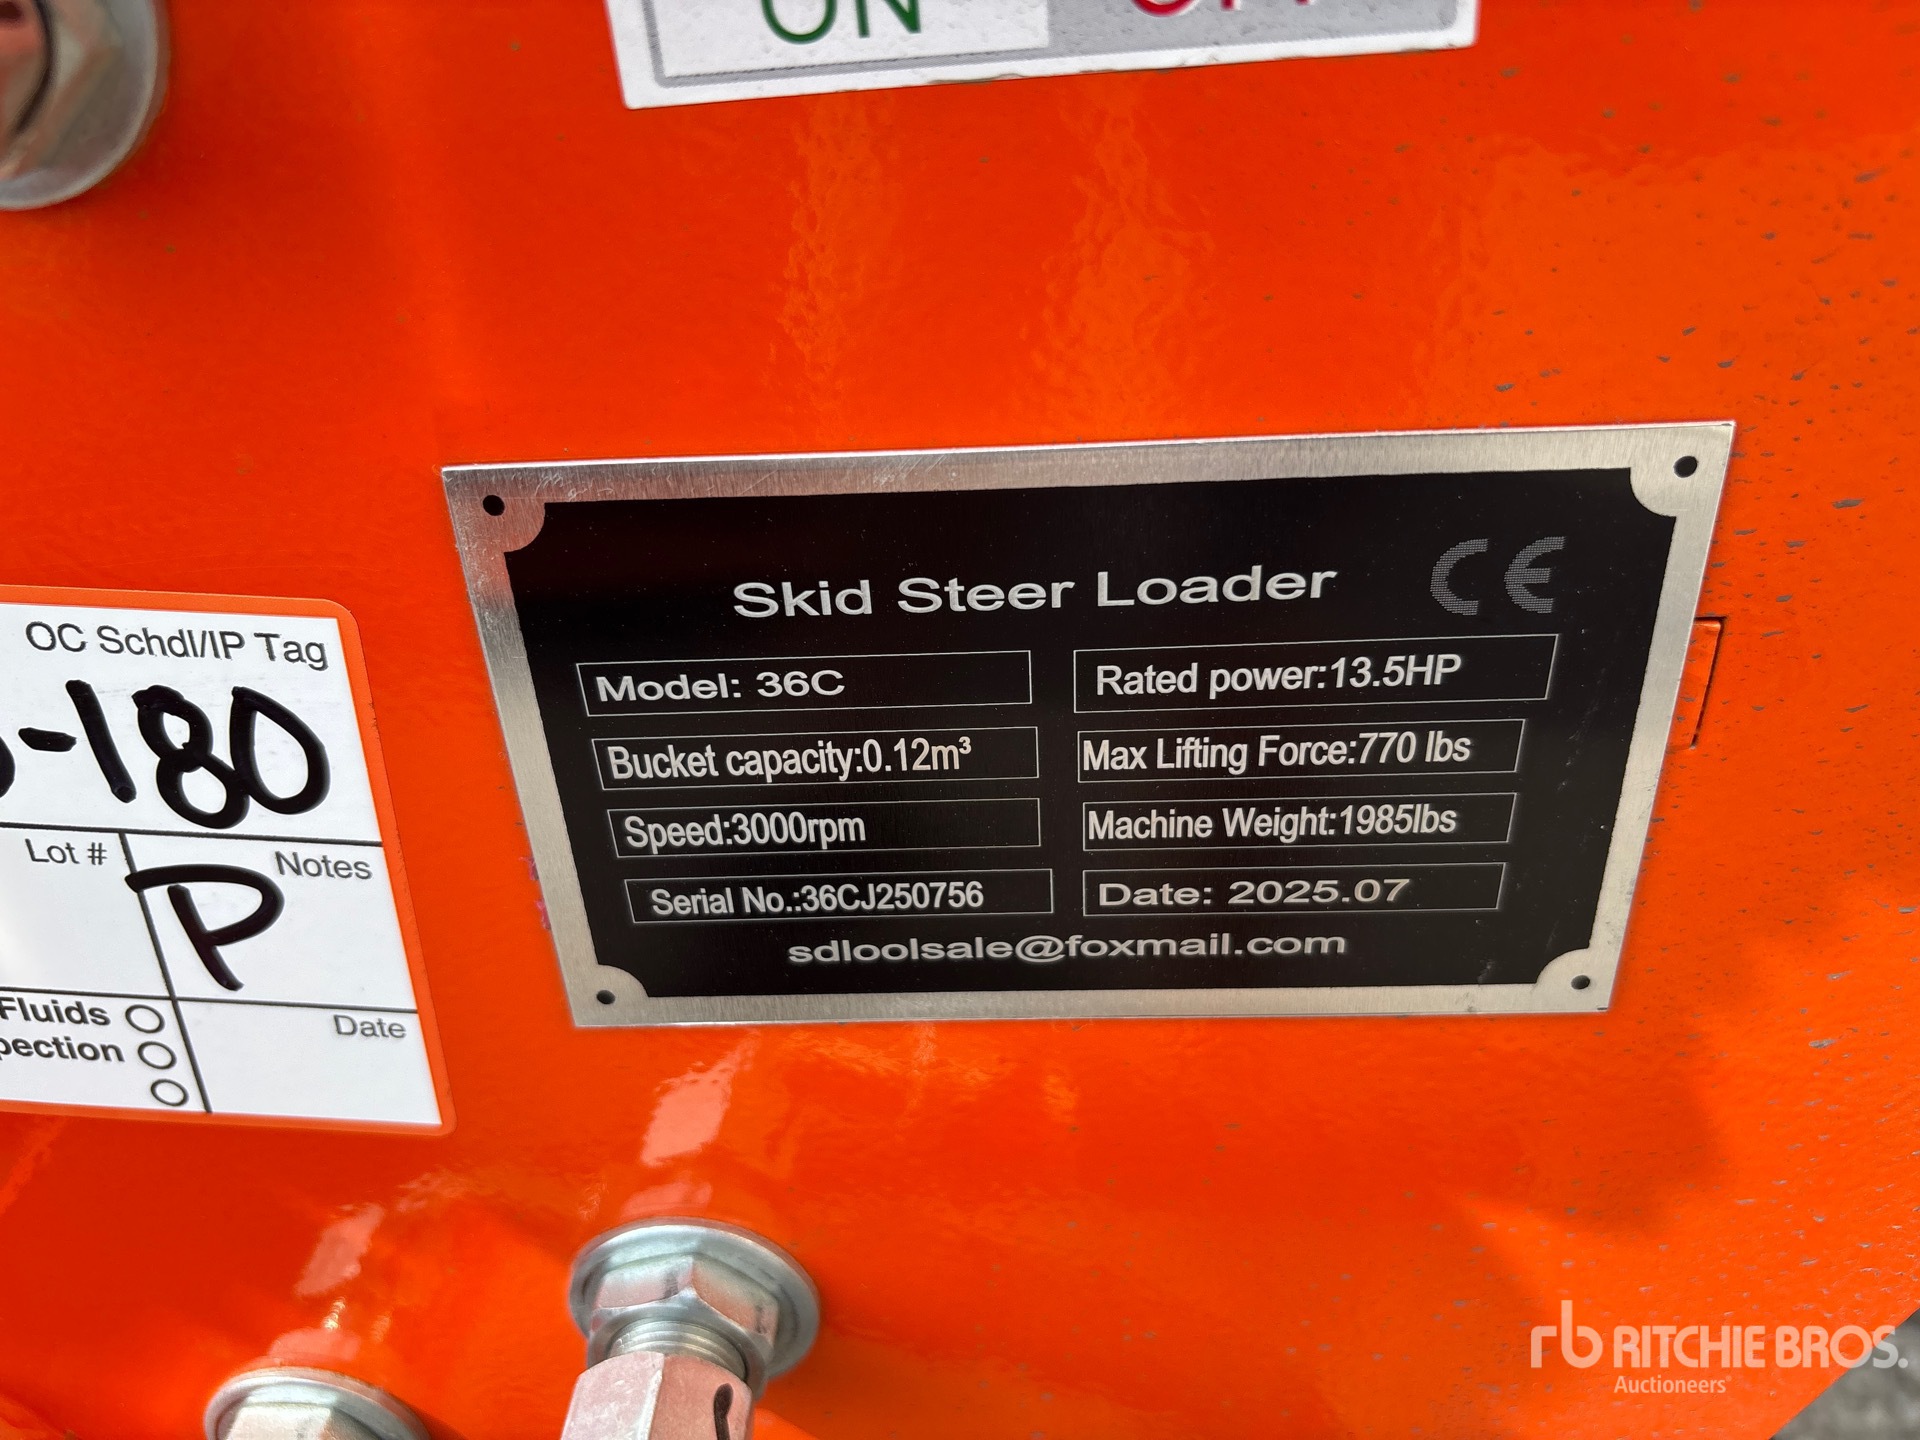 ON OFF
Skid Steer Loader CE
Model: 36C Rated power:13.5HP
Bucket capacity:0.12m³ Max Lifting Force:770 lbs
Speed:3000rpm Machine Weight:1985lbs
Serial No.:36CJ250756 Date: 2025.07
sdloolsale@foxmail.com
OC Schdl/IP Tag
-180
Lot # Notes
P
Fluids Date
rb RITCHIE BROS.
Auctioneers